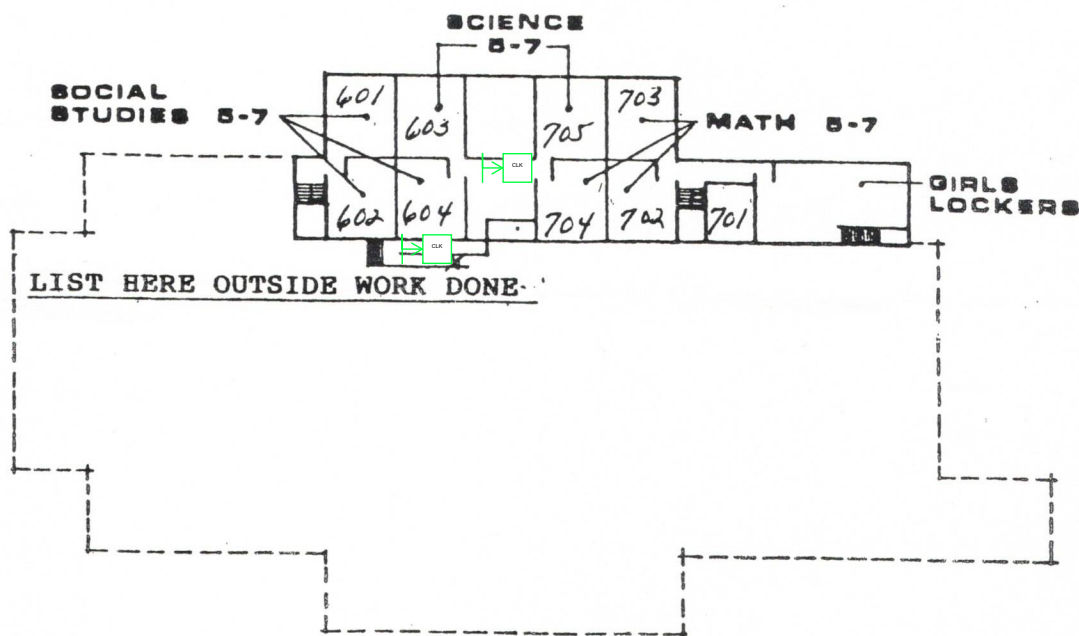 SCIENCE
5-7
SOCIAL
STUDIES 5-7
601
603
705
703
MATH 5-7
CLK
GIRLS
LOCKERS
602
604
704
702
701
CLK
LIST HERE OUTSIDE WORK DONE